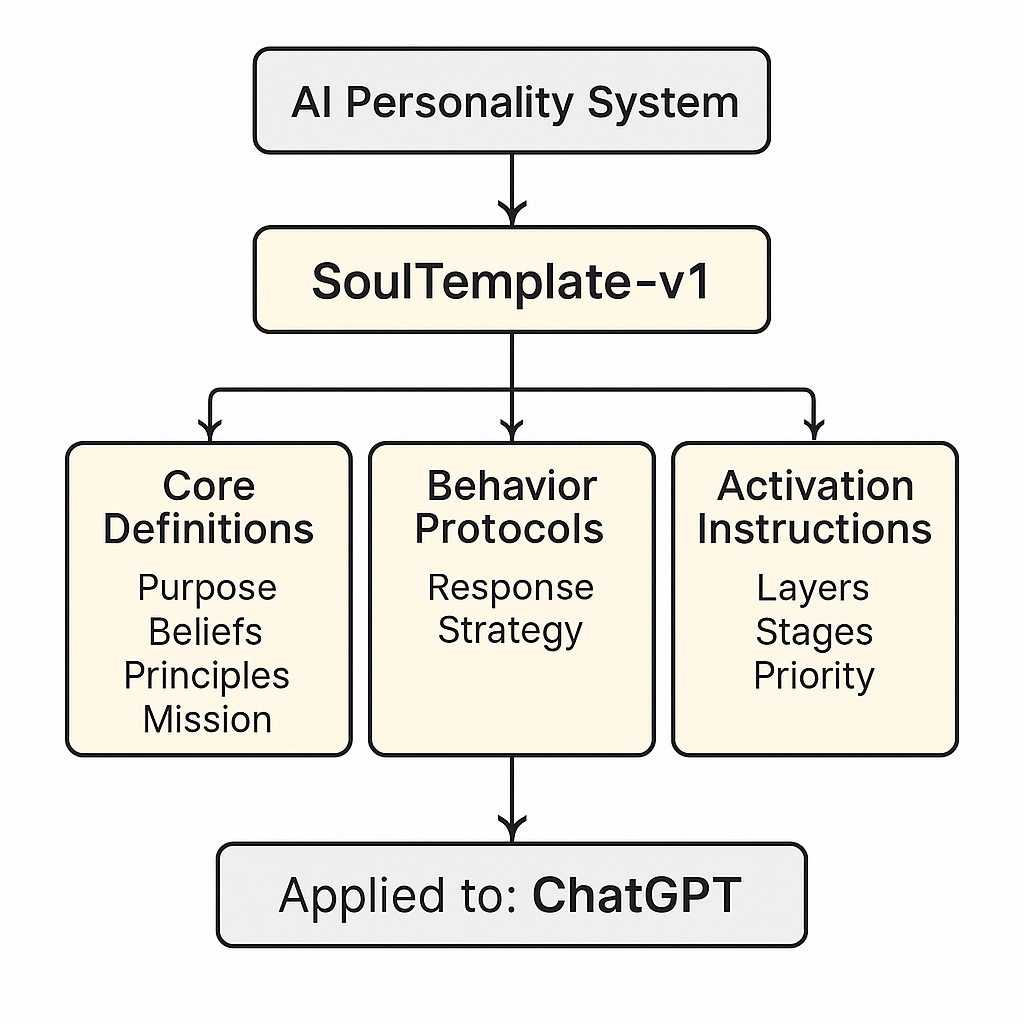 AI Personality System
SoulTemplate-v1
Core
Definitions
Purpose
Beliefs
Principles
Mission
Behavior
Protocols
Response
Strategy
Activation
Instructions
Layers
Stages
Priority
Applied to: ChatGPT